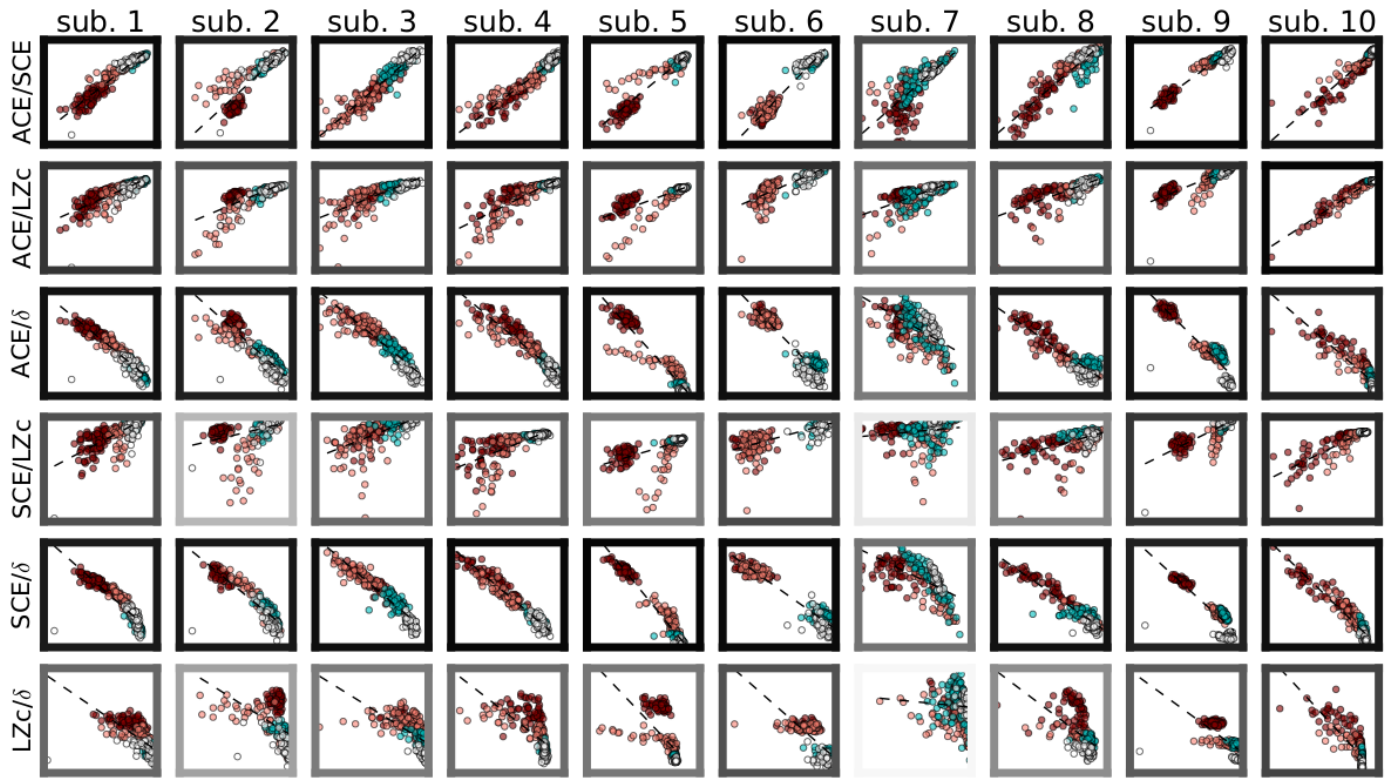 sub. 1 sub. 2 sub. 3 sub. 4 sub. 5 sub. 6 sub. 7 sub. 8 sub. 9 sub. 10
ACE/SCE
ACE/LZc
ACE/δ
SCE/LZc
SCE/δ
LZc/δ